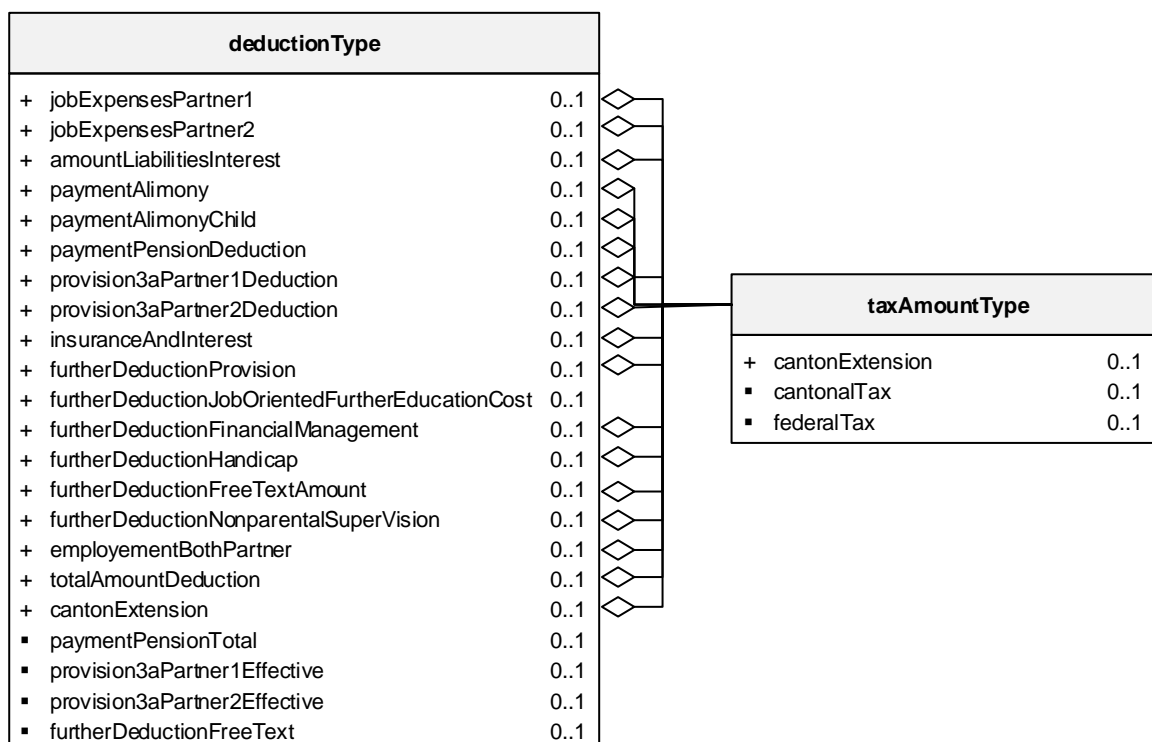 deductionType
+ jobExpensesPartner1 0..1
+ jobExpensesPartner2 0..1
+ amountLiabilitiesInterest 0..1
+ paymentAlimony 0..1
+ paymentAlimonyChild 0..1
+ paymentPensionDeduction 0..1
+ provision3aPartner1Deduction 0..1
+ provision3aPartner2Deduction 0..1
+ insuranceAndInterest 0..1
+ furtherDeductionProvision 0..1
+ furtherDeductionJobOrientedFurtherEducationCost 0..1
+ furtherDeductionFinancialManagement 0..1
+ furtherDeductionHandicap 0..1
+ furtherDeductionFreeTextAmount 0..1
+ furtherDeductionNonparentalSuperVision 0..1
+ employementBothPartner 0..1
+ totalAmountDeduction 0..1
+ cantonExtension 0..1
▪ paymentPensionTotal 0..1
▪ provision3aPartner1Effective 0..1
▪ provision3aPartner2Effective 0..1
▪ furtherDeductionFreeText 0..1
taxAmountType
+ cantonExtension 0..1
▪ cantonalTax 0..1
▪ federalTax 0..1